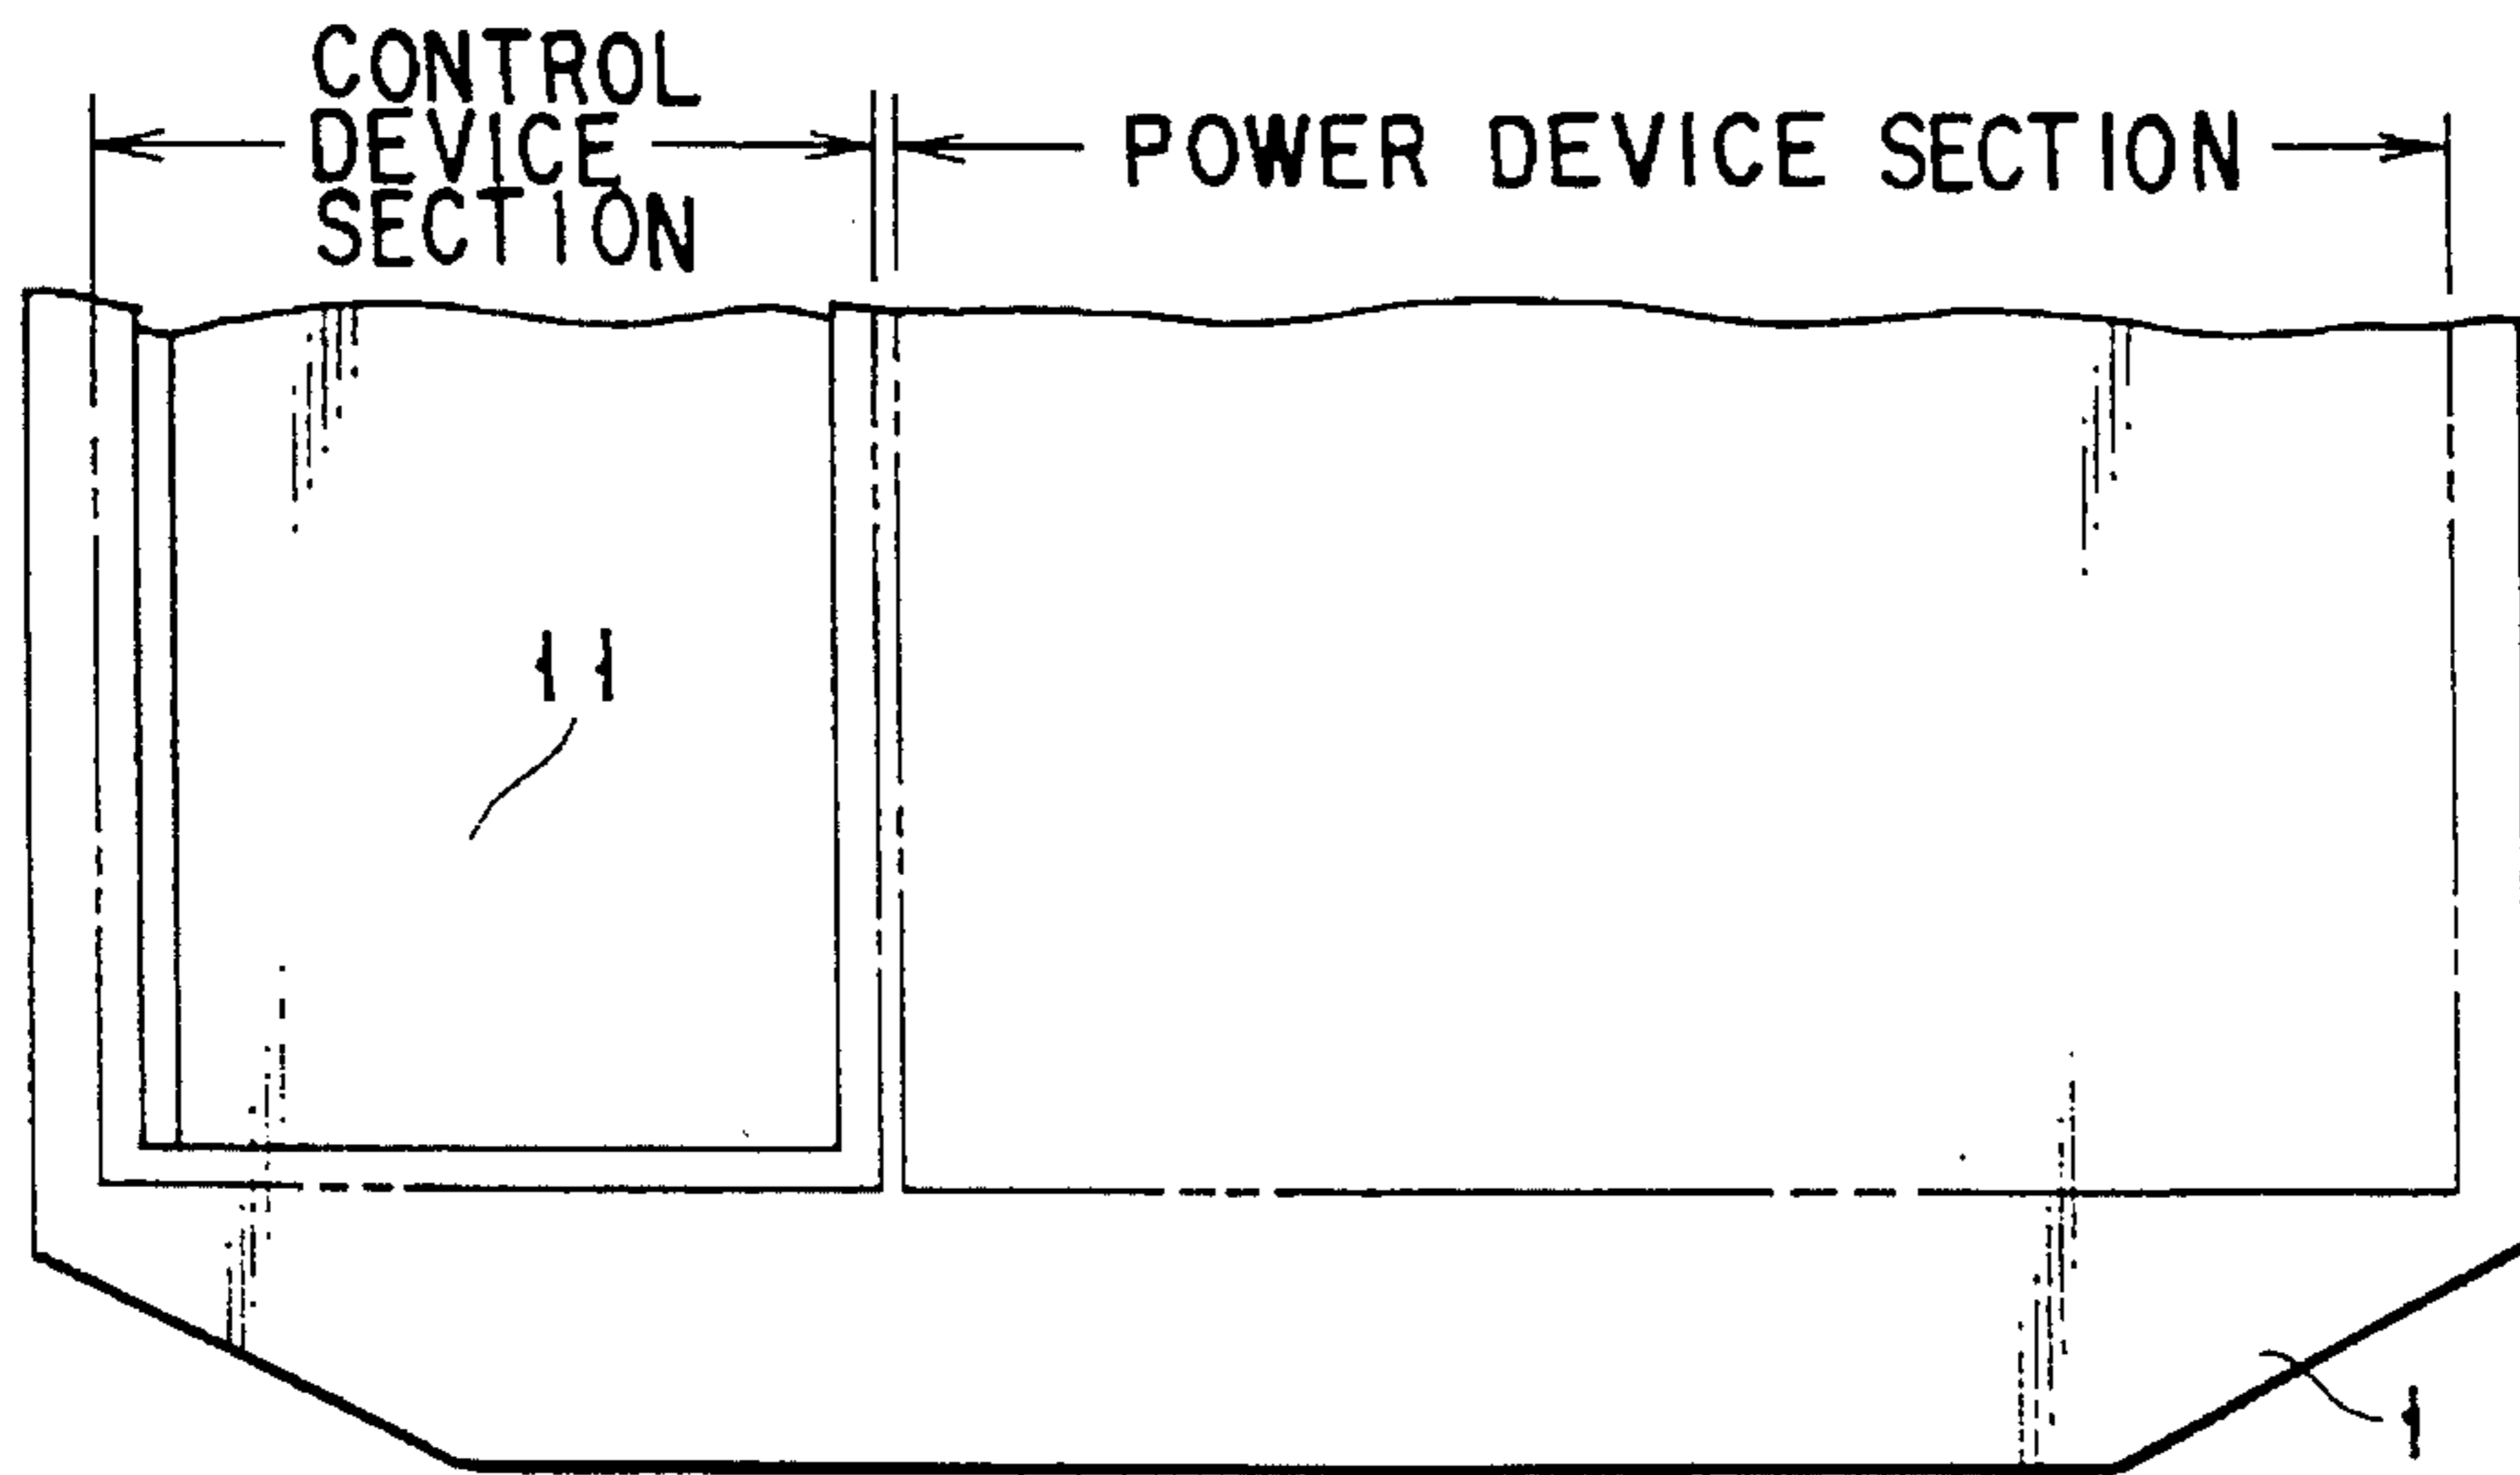 CONTROL
DEVICE
SECTION
POWER DEVICE SECTION
11
1